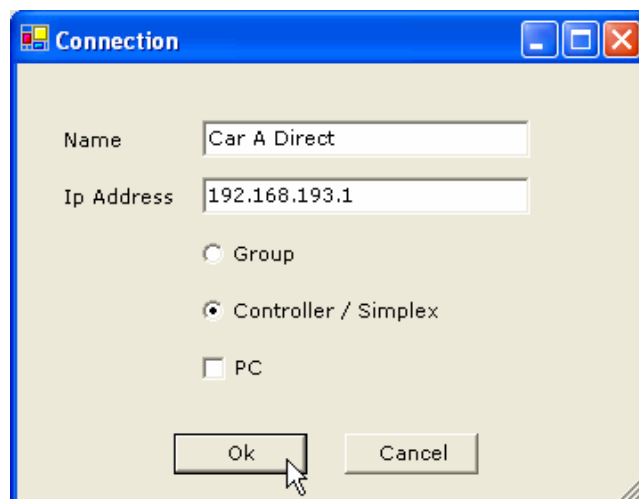 Connection
Name Car A Direct
Ip Address 192.168.193.1
Group
Controller / Simplex
PC
Ok Cancel